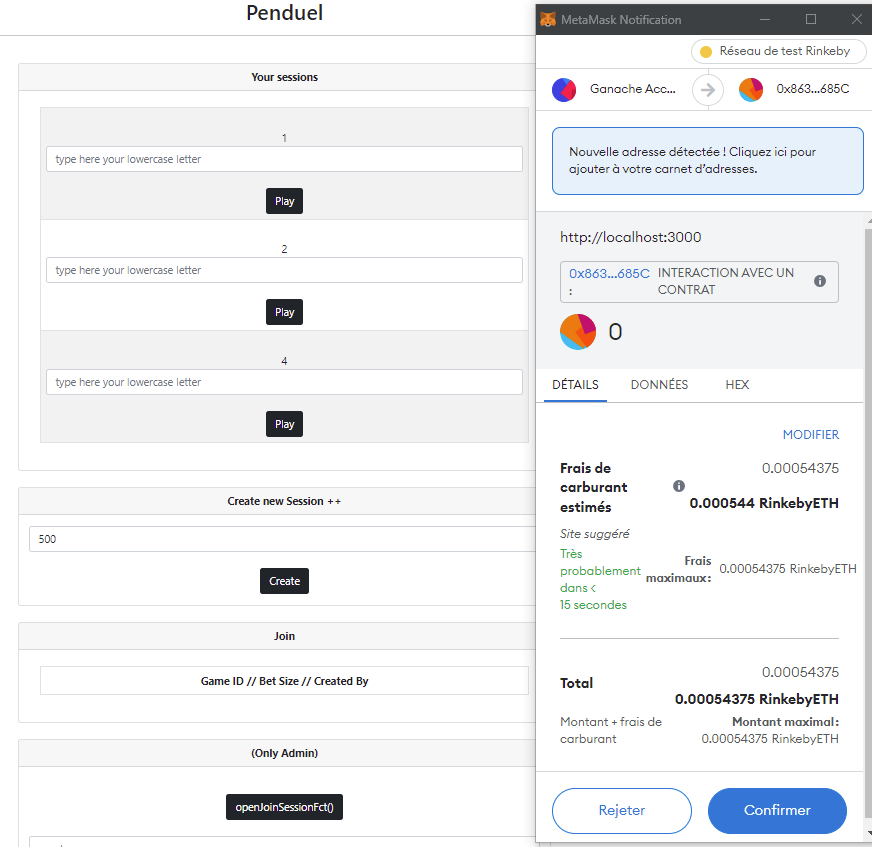 Penduel
Your sessions
1
type here your lowercase letter
Play
2
type here your lowercase letter
Play
4
type here your lowercase letter
Play
Create new Session ++
500
Create
Join
Game ID // Bet Size // Created By
(Only Admin)
openJoinSessionFct()
MetaMask Notification
Réseau de test Rinkeby
Ganache Acc... 0x863...685C
Nouvelle adresse détectée ! Cliquez ici pour
ajouter à votre carnet d’adresses.
http://localhost:3000
0x863...685C INTERACTION AVEC UN
: CONTRAT
0
DÉTAILS DONNÉES HEX
MODIFIER
Frais de
carburant
estimés
0.00054375
0.000544 RinkebyETH
Site suggéré
Très
probablement
dans <
15 secondes
Frais
maximaux:
0.00054375 RinkebyETH
Total
0.00054375
0.00054375 RinkebyETH
Montant + frais de
carburant
Montant maximal:
0.00054375 RinkebyETH
Rejeter
Confirmer